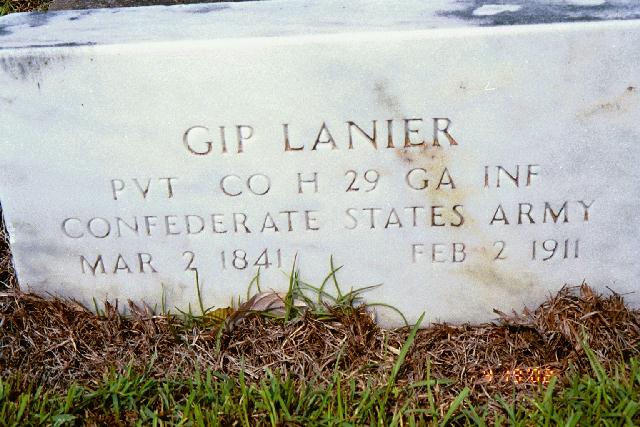 GIP LANIER
PVT CO H 29 GA INF
CONFEDERATE STATES ARMY
MAR 2 1841 FEB 2 1911